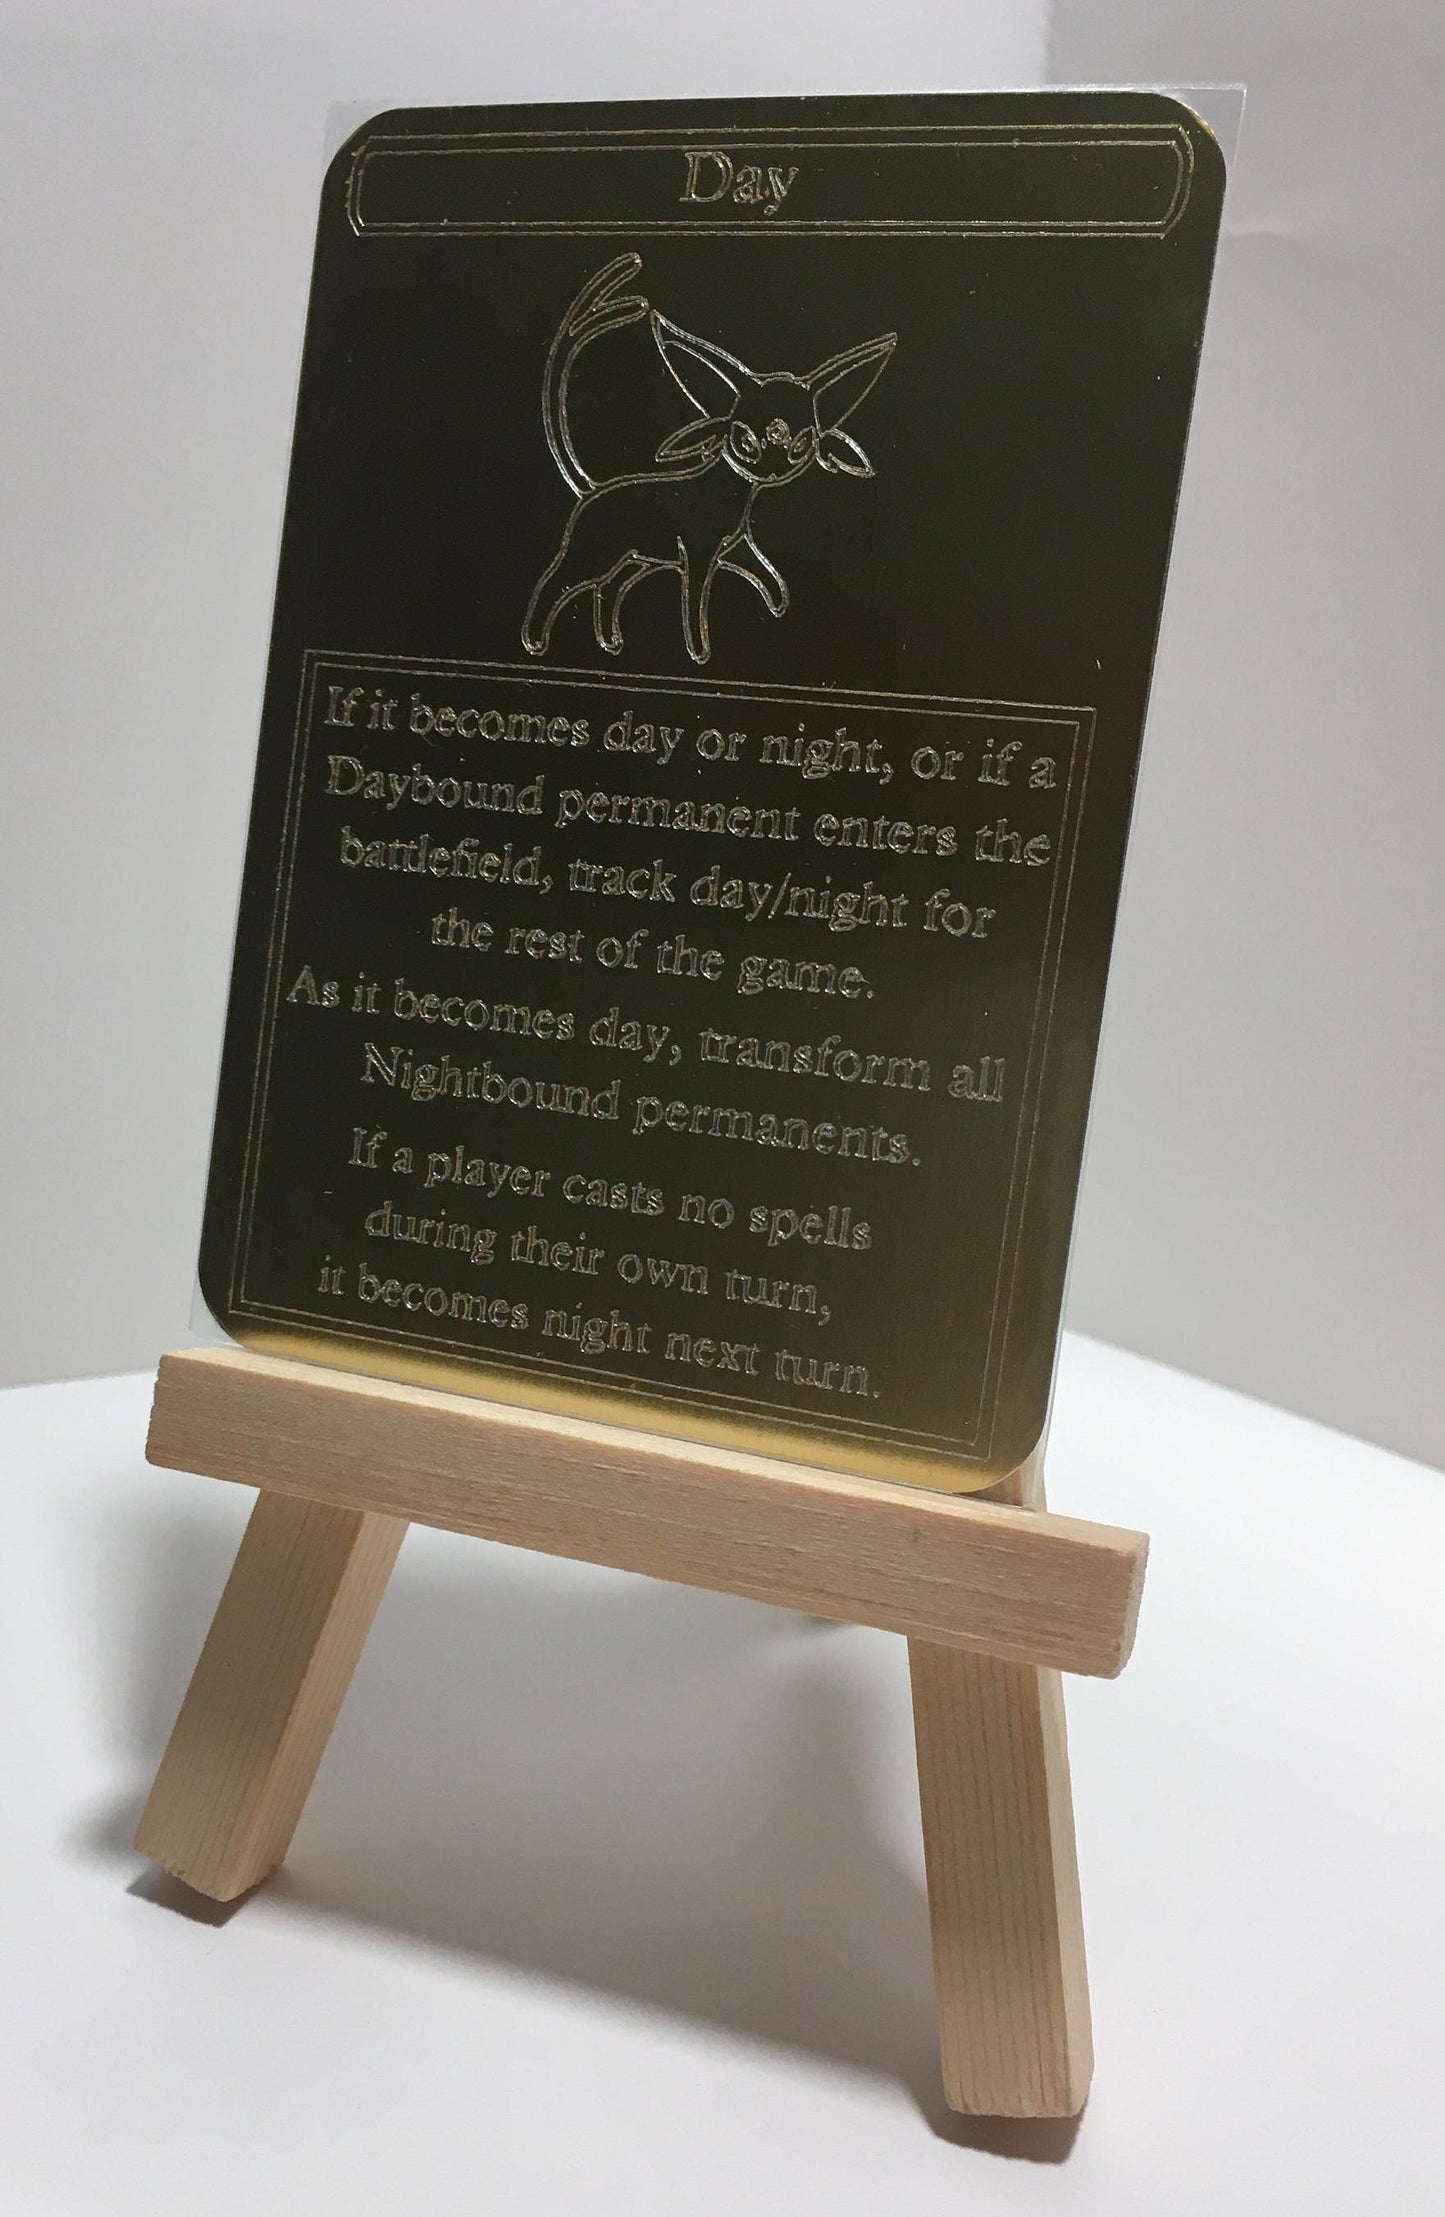 Day
If it becomes day or night, or if a
Daybound permanent enters the
battlefield, track day/night for
the rest of the game.
As it becomes day, transform all
Nightbound permanents.
If a player casts no spells
during their own turn,
it becomes night next turn.